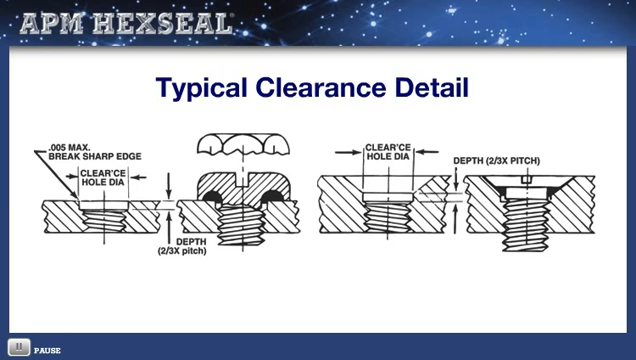 APM HEXSEAL®
Typical Clearance Detail
.005 MAX.
BREAK SHARP EDGE
CLEAR'CE
HOLE DIA
DEPTH
(2/3X pitch)
CLEAR'CE
HOLE DIA
DEPTH (2/3X PITCH)
PAUSE